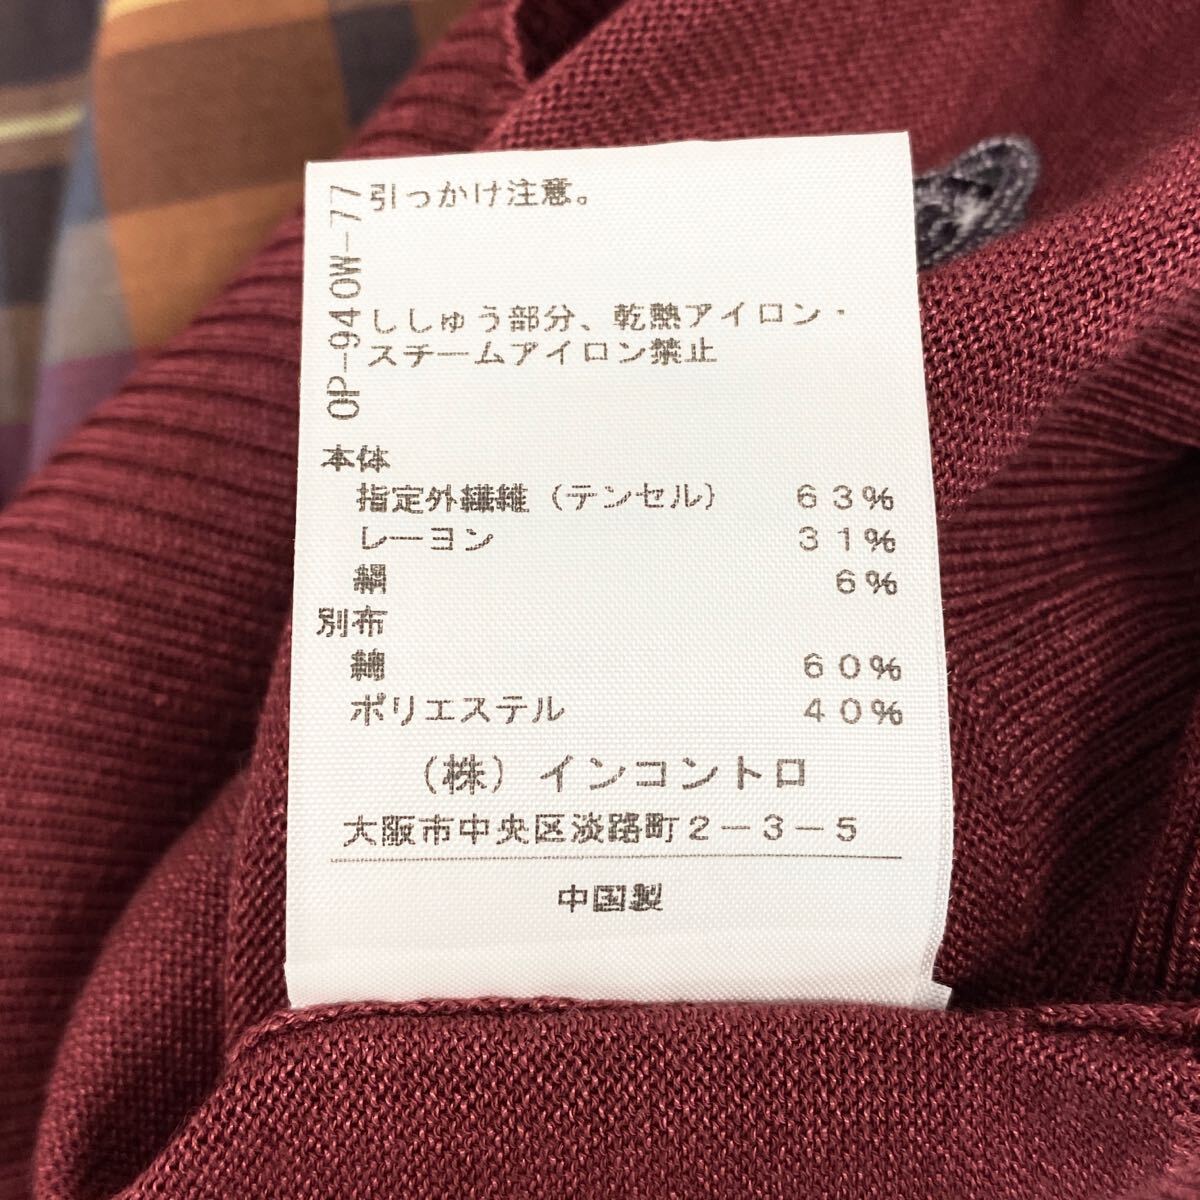 OP-940W-77
引っかけ注意。
ししゅう部分、乾熱アイロン・
スチームアイロン禁止
本体
指定外繊維（テンセル） 63%
レーヨン 31%
絹 6%
別布
綿 60%
ポリエステル 40%
（株）インコントロ
大阪市中央区淡路町2-3-5
中国製